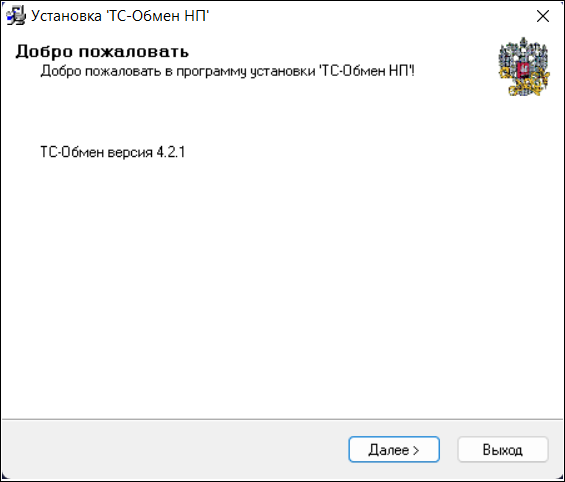 Установка 'ТС-Обмен НП'
Добро пожаловать
Добро пожаловать в программу установки 'ТС-Обмен НП'!
ТС-Обмен версия 4.2.1
Далее >
Выход